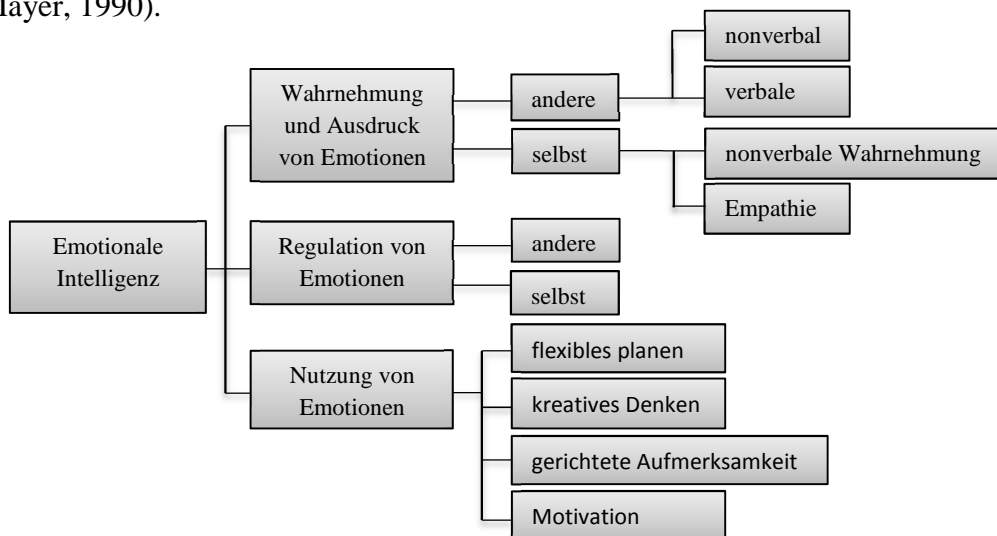 ayer, 1990).
nonverbal
Wahrnehmung
und Ausdruck
von Emotionen
andere
verbale
selbst
nonverbale Wahrnehmung
Empathie
Emotionale
Intelligenz
Regulation von
Emotionen
andere
selbst
Nutzung von
Emotionen
flexibles planen
kreatives Denken
gerichtete Aufmerksamkeit
Motivation